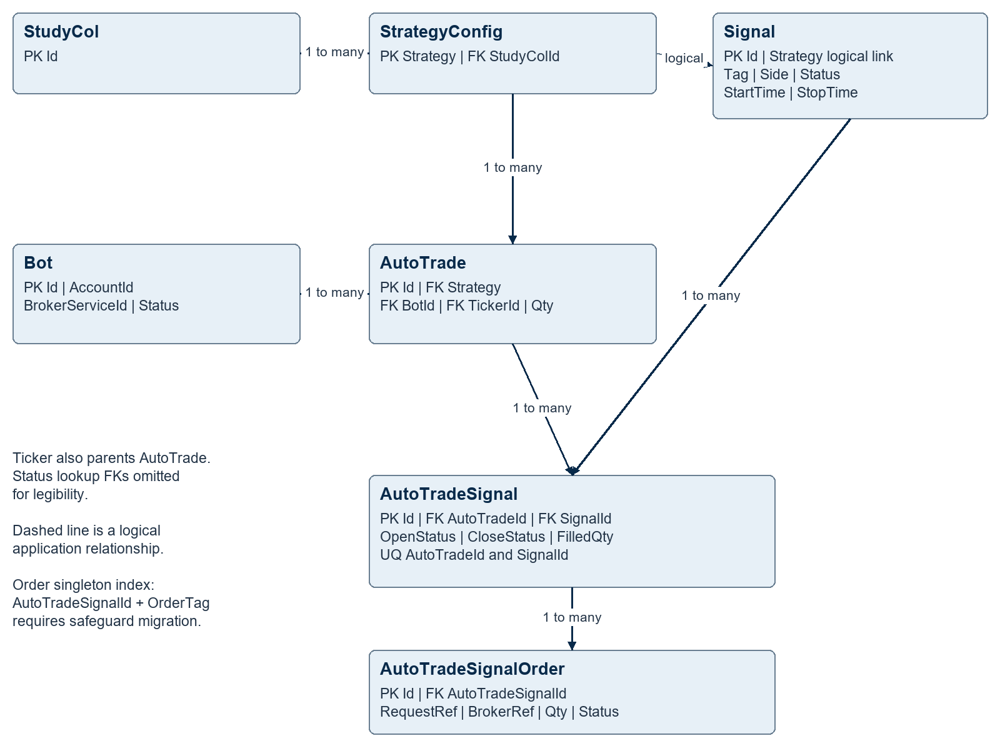 StudyCol
PK Id
1 to many
StrategyConfig
PK Strategy | FK StudyColId
logical
Signal
PK Id | Strategy logical link
Tag | Side | Status
StartTime | StopTime
1 to many
Bot
PK Id | AccountId
BrokerServiceId | Status
1 to many
AutoTrade
PK Id | FK Strategy
FK BotId | FK TickerId | Qty
1 to many
1 to many
Ticker also parents AutoTrade.
Status lookup FKs omitted
for legibility.
Dashed line is a logical
application relationship.
Order singleton index:
AutoTradeSignalId + OrderTag
requires safeguard migration.
AutoTradeSignal
PK Id | FK AutoTradeId | FK SignalId
OpenStatus | CloseStatus | FilledQty
UQ AutoTradeId and SignalId
1 to many
AutoTradeSignalOrder
PK Id | FK AutoTradeSignalId
RequestRef | BrokerRef | Qty | Status